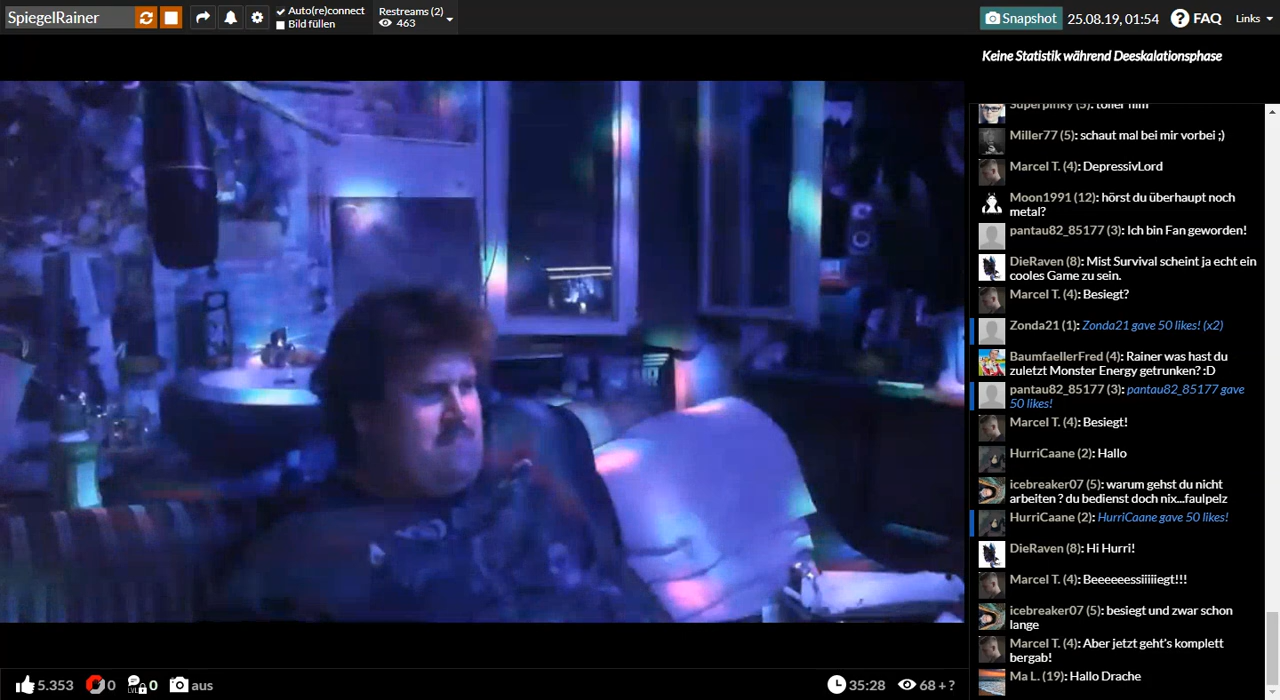 SpiegelRainer
Auto(re)connect
Bild füllen
Restreams (2)
463
Snapshot
25.08.19, 01:54
FAQ
Links
Keine Statistik während Deeskalationsphase
Superpinky (5): toller film
Miller77 (5): schaut mal bei mir vorbei ;)
Marcel T. (4): DepressivLord
Moon1991 (12): hörst du überhaupt noch
metal?
pantau82_85177 (3): Ich bin Fan geworden!
DieRaven (8): Mist Survival scheint ja echt ein
cooles Game zu sein.
Marcel T. (4): Besiegt?
Zonda21 (1): Zonda21 gave 50 likes! (x2)
BaumfaellerFred (4): Rainer was hast du
zuletzt Monster Energy getrunken? :D
pantau82_85177 (3): pantau82_85177 gave
50 likes!
Marcel T. (4): Besiegt!
HurriCaane (2): Hallo
icebreaker07 (5): warum gehst du nicht
arbeiten ? du bedienst doch nix...faulpelz
HurriCaane (2): HurriCaane gave 50 likes!
DieRaven (8): Hi Hurri!
Marcel T. (4): Beeeeeessiiiiiegt!!!
icebreaker07 (5): besiegt und zwar schon
lange
Marcel T. (4): Aber jetzt geht's komplett
bergab!
Ma L. (19): Hallo Drache
5.353
0
LVL
0
aus
35:28
68 + ?